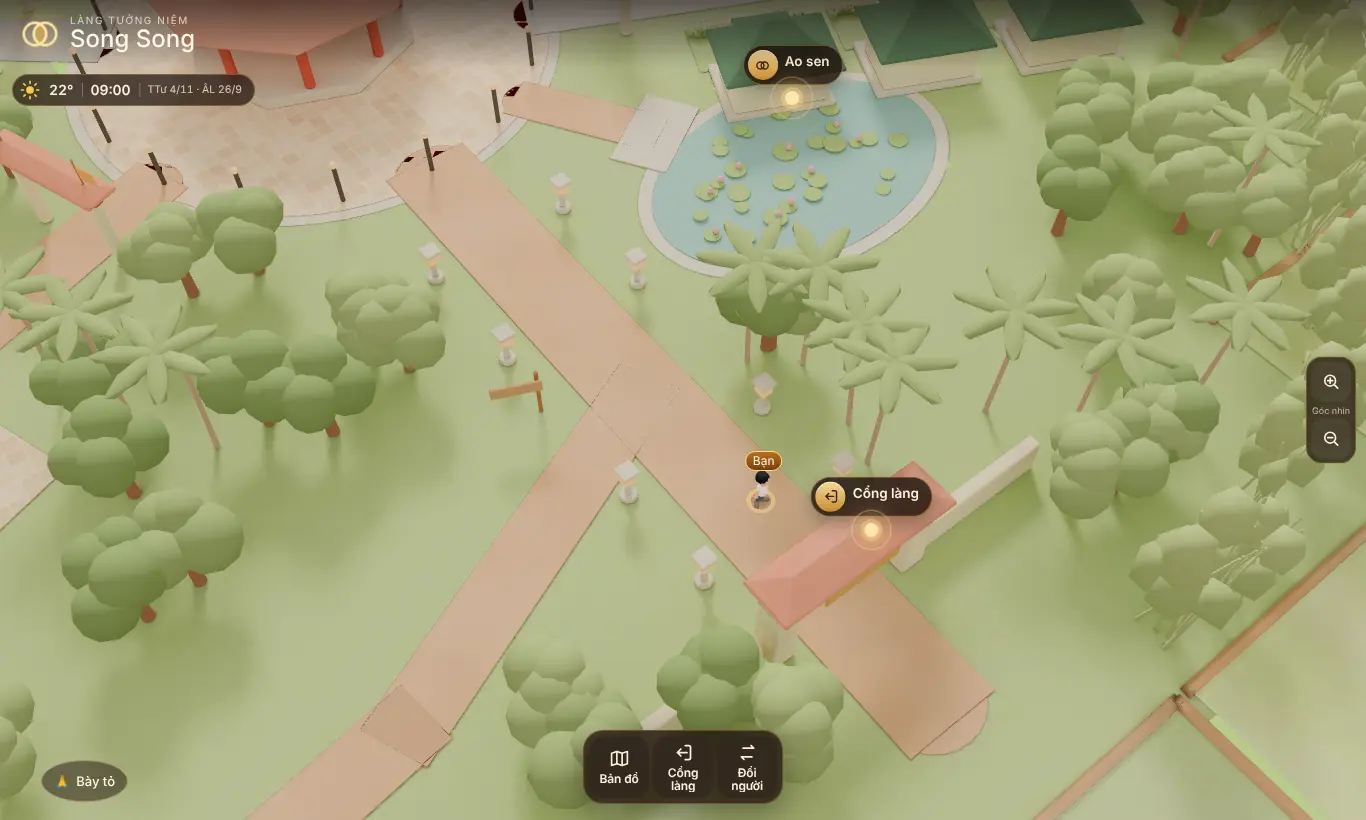 LÀNG TƯỞNG NIỆM
Song Song
22° 09:00 TTư 4/11 · ÂL 26/9
Ao sen
Góc nhìn
Bạn
Cổng làng
Bày tỏ
Bản đồ
Cổng làng
Đổi người